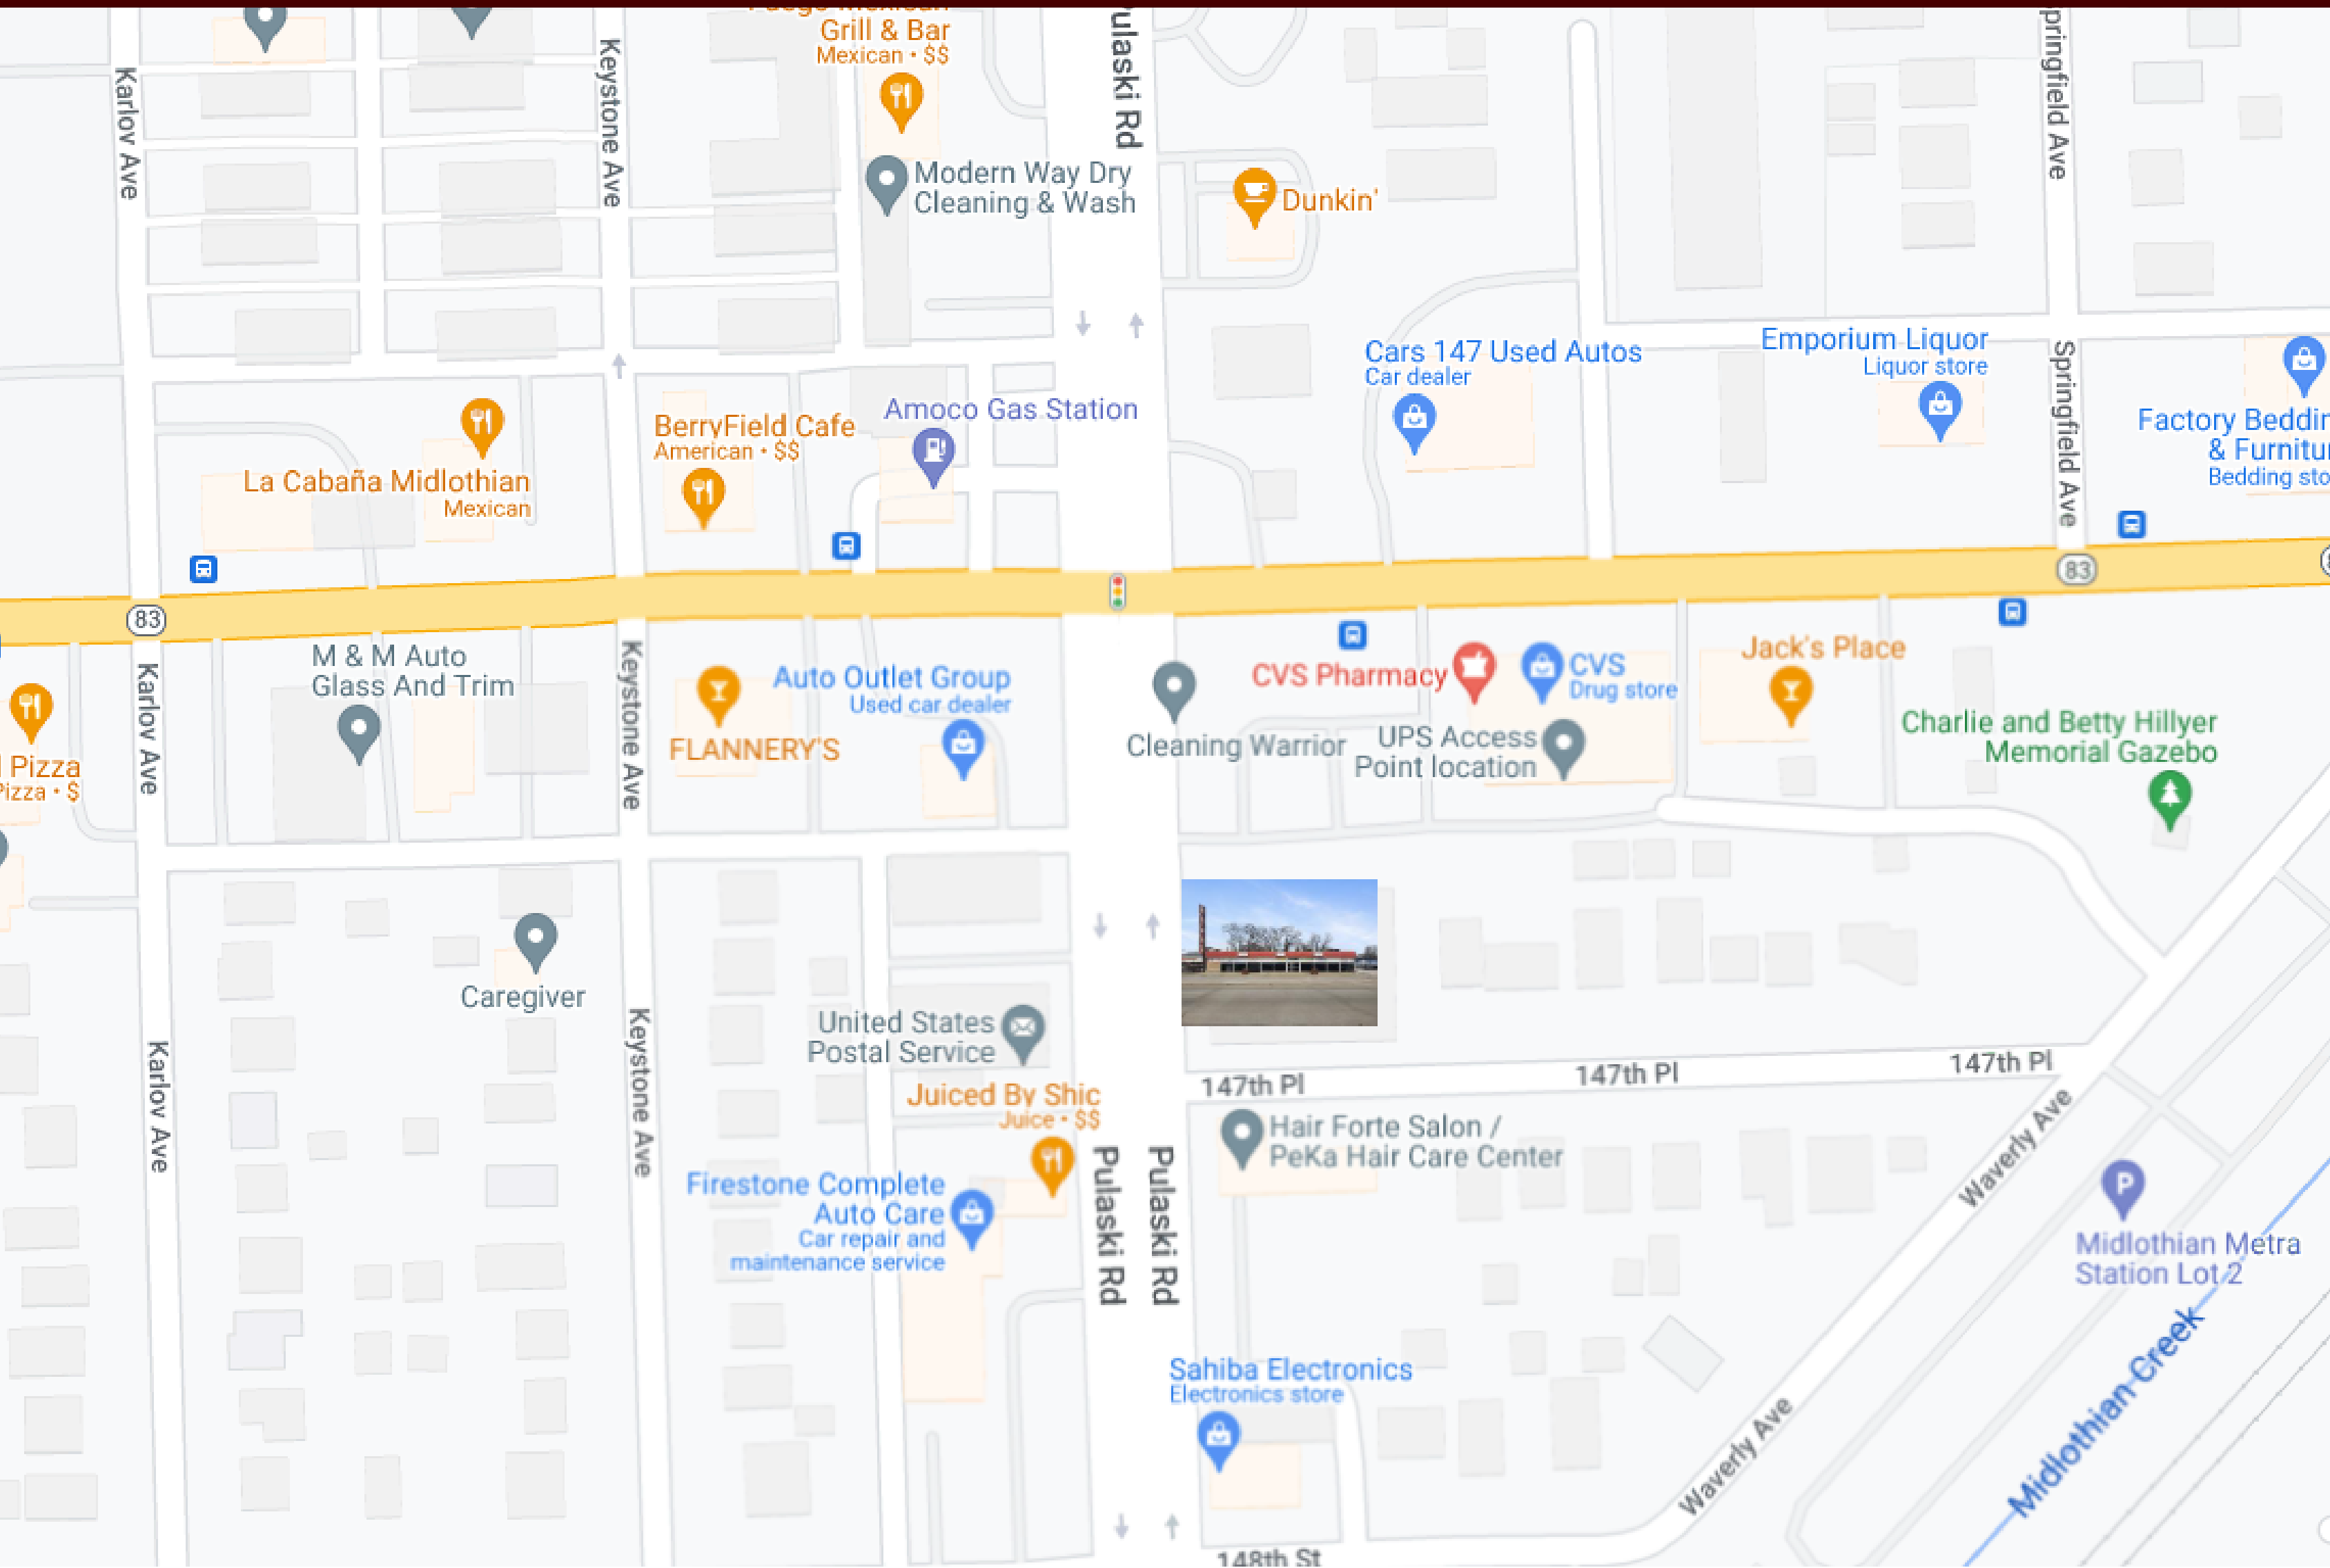 Grill & Bar
Mexican • $$
Pulaski Rd
Karlov Ave
Keystone Ave
Springfield Ave
Modern Way Dry
Cleaning & Wash
Dunkin'
Cars 147 Used Autos
Car dealer
Emporium Liquor
Liquor store
Springfield Ave
Factory Beddin
& Furnitu
Bedding sto
BerryField Cafe
American • $$
Amoco Gas Station
La Cabaña Midlothian
Mexican
83
83
M & M Auto
Glass And Trim
Karlov Ave
Keystone Ave
FLANNERY'S
Auto Outlet Group
Used car dealer
Cleaning Warrior
CVS Pharmacy
CVS
Drug store
UPS Access
Point location
Jack's Place
Charlie and Betty Hillyer
Memorial Gazebo
Pizza
Pizza • $
Caregiver
United States
Postal Service
Karlov Ave
Keystone Ave
147th Pl
147th Pl
147th Pl
Juiced By Shic
Juice • $$
Hair Forte Salon /
PeKa Hair Care Center
Firestone Complete
Auto Care
Car repair and
maintenance service
Pulaski Rd
Pulaski Rd
Waverly Ave
P
Midlothian Metra
Station Lot 2
Sahiba Electronics
Electronics store
Waverly Ave
Midlothian Creek
148th St